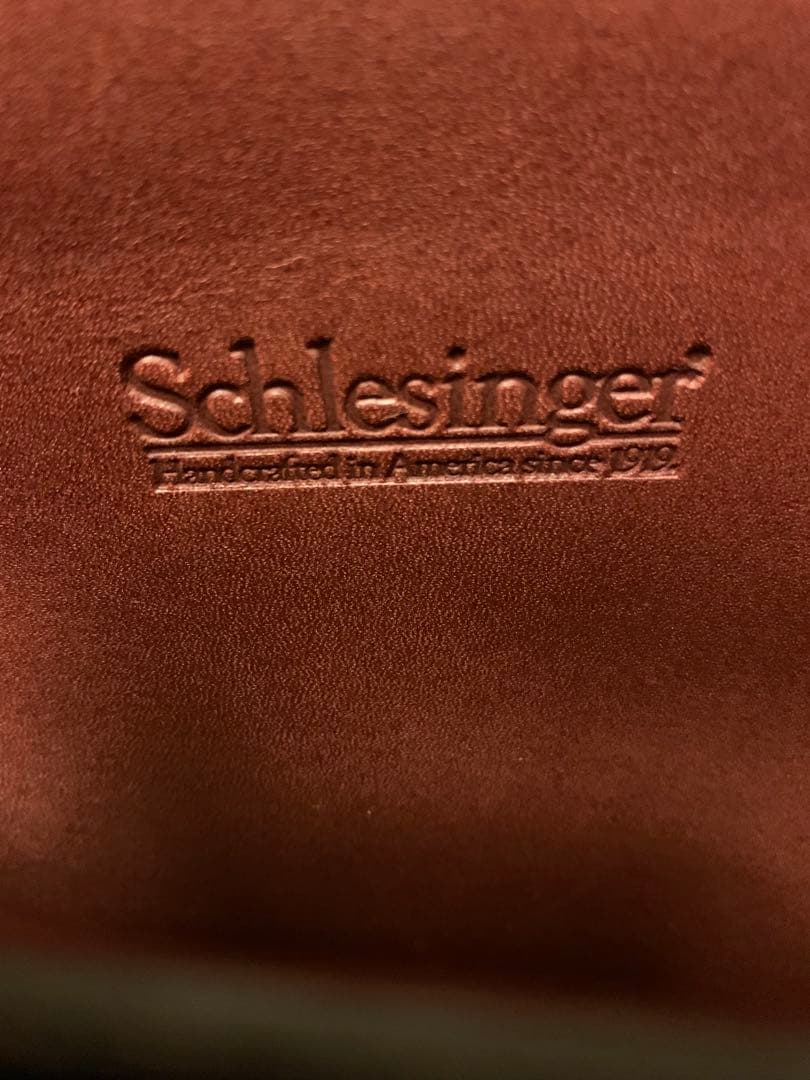 Schlesinger
Handcrafted in America since 1919.